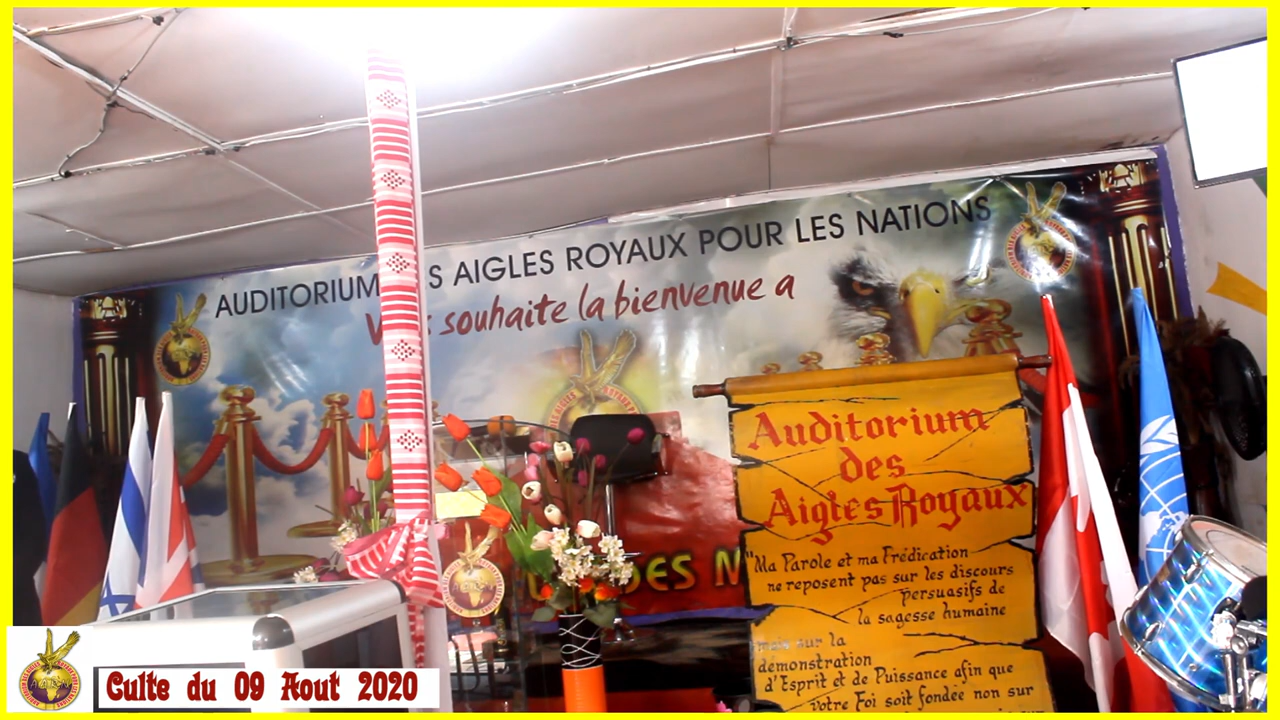 AUDITORIUM S AIGLES ROYAUX POUR LES NATIONS
souhaite la bienvenue a
Auditorium
des
Aigles Royaux
"Ma Parole et ma Prédication
ne reposent pas sur les discours
persuasifs de
la sagesse humaine
mais sur la
démonstration
d'Esprit et de Puissance afin que
votre Foi soit fondée non sur
DES
Culte du 09 Aout 2020